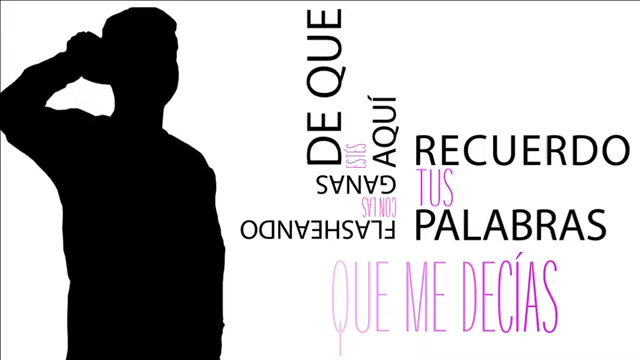 FLASHEANDO
CON LAS
GANAS
DE QUE
ESTÉS
AQUÍ
RECUERDO
TUS
PALABRAS
QUE ME DECÍAS